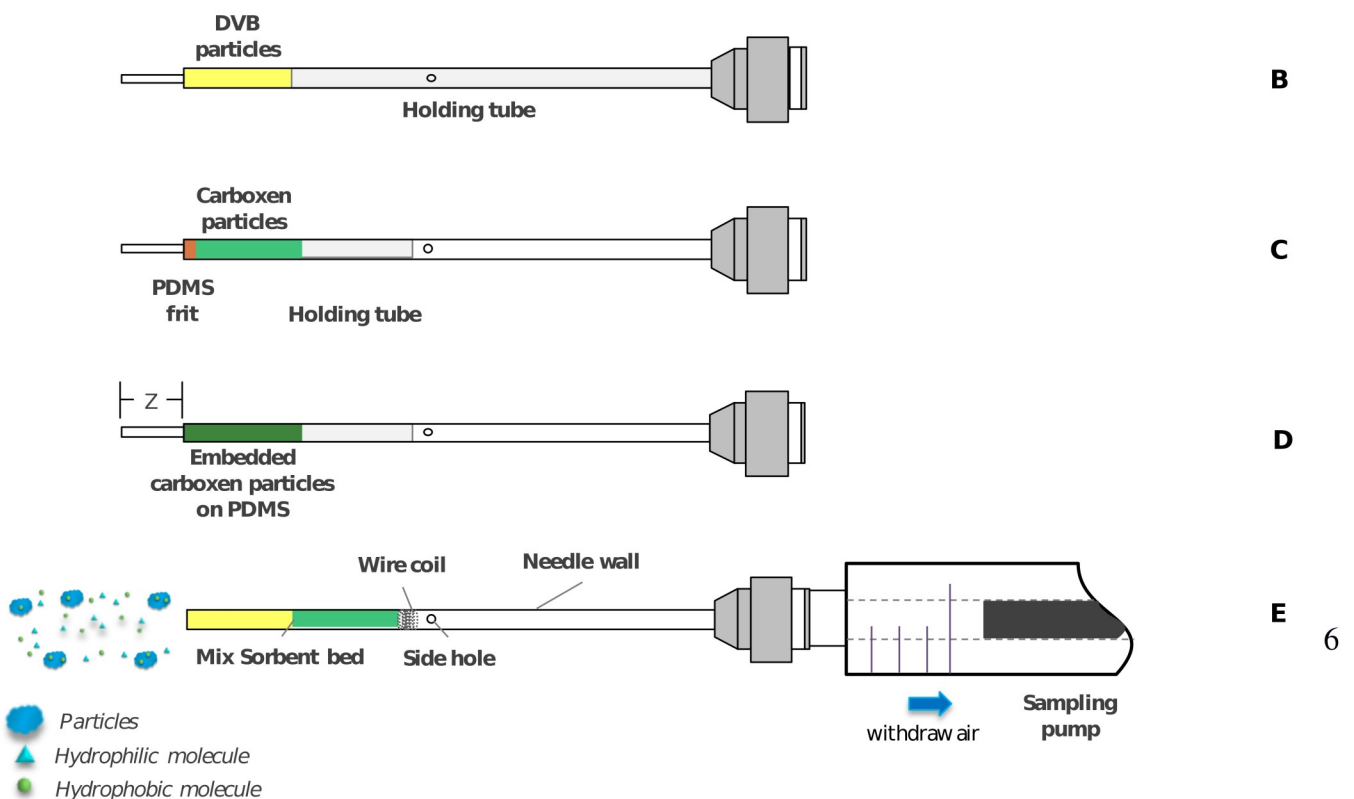 DVB
particles
B
Holding tube
Carboxen
particles
C
PDMS
frit
Holding tube
Z
D
Embedded
carboxen particles
on PDMS
Wire coil
Needle wall
E
6
Mix Sorbent bed
Side hole
Particles
Hydrophilic molecule
Hydrophobic molecule
withdraw air
Sampling
pump